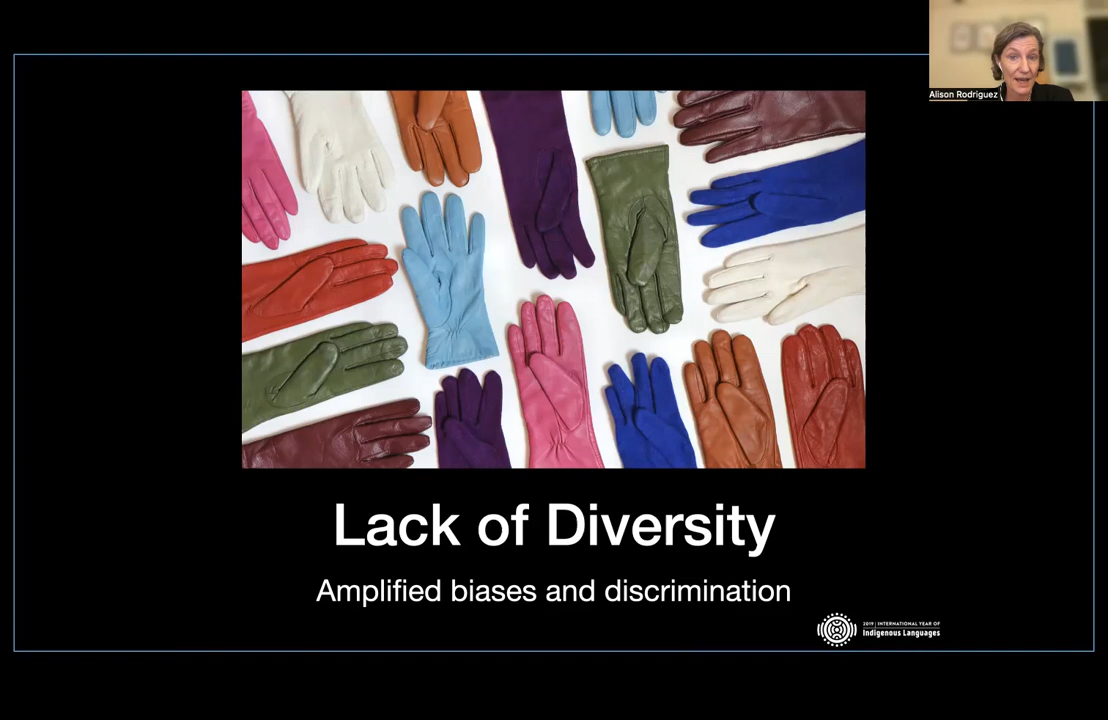 Alison Rodriguez
Lack of Diversity
Amplified biases and discrimination
2019 | INTERNATIONAL YEAR OF
Indigenous Languages